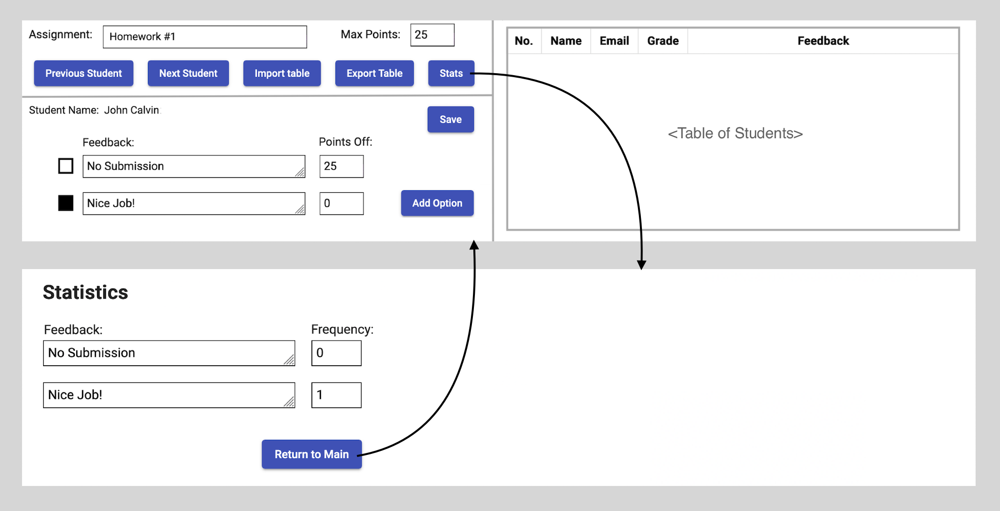 Assignment: Homework #1 Max Points: 25
Previous Student Next Student Import table Export Table Stats
Student Name: John Calvin
Save
Feedback: Points Off:
No Submission 25
Nice Job! 0 Add Option
No. Name Email Grade Feedback
<Table of Students>
Statistics
Feedback: Frequency:
No Submission 0
Nice Job! 1
Return to Main